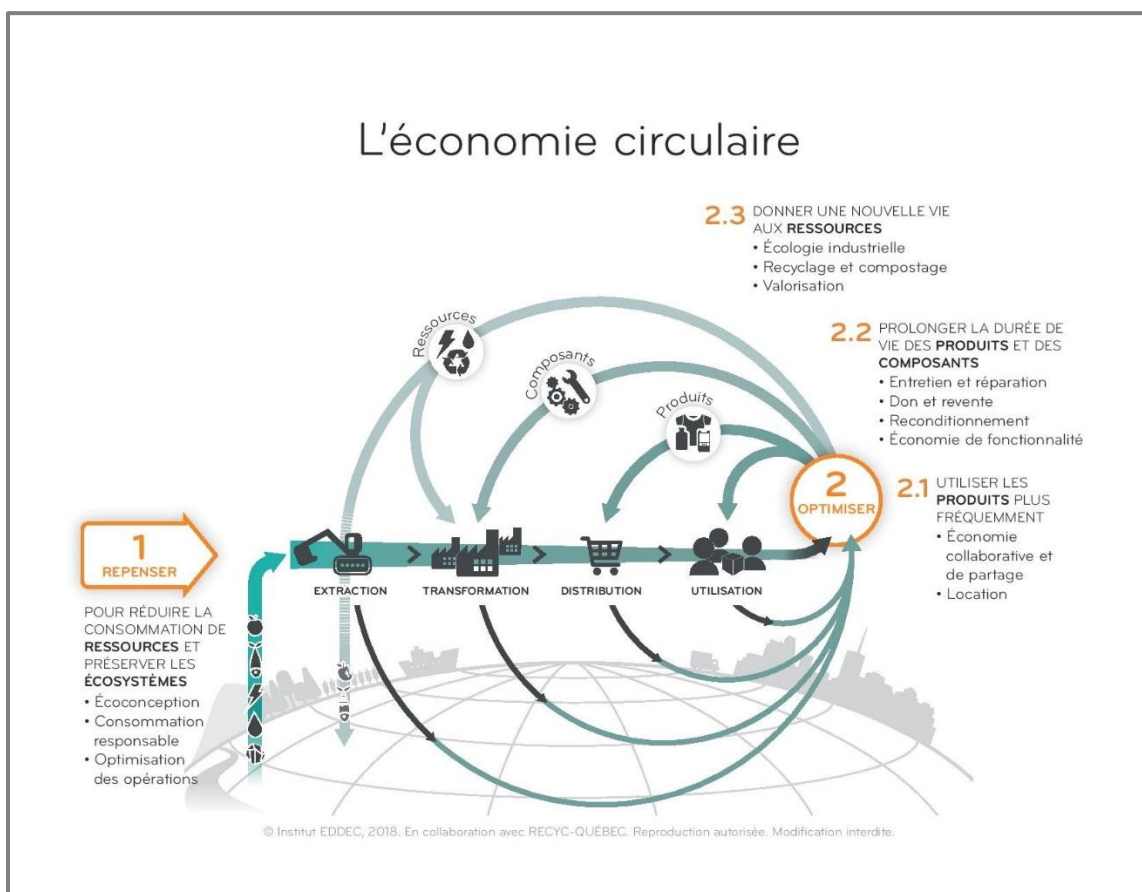 L'économie circulaire
2.3 DONNER UNE NOUVELLE VIE
AUX RESSOURCES
• Écologie industrielle
• Recyclage et compostage
• Valorisation
Ressources
2.2 PROLONGER LA DURÉE DE
VIE DES PRODUITS ET DES
COMPOSANTS
• Entretien et réparation
• Don et revente
• Reconditionnement
• Économie de fonctionnalité
Composants
Produits
2
OPTIMISER
2.1 UTILISER LES
PRODUITS PLUS
FRÉQUEMMENT
• Économie
collaborative et
de partage
• Location
1
REPENSER
EXTRACTION
TRANSFORMATION
DISTRIBUTION
UTILISATION
POUR RÉDUIRE LA
CONSOMMATION DE
RESSOURCES ET
PRÉSERVER LES
ÉCOSYSTÈMES
• Écoconception
• Consommation
responsable
• Optimisation
des opérations
© Institut EDDEC, 2018. En collaboration avec RECYC-QUÉBEC. Reproduction autorisée. Modification interdite.